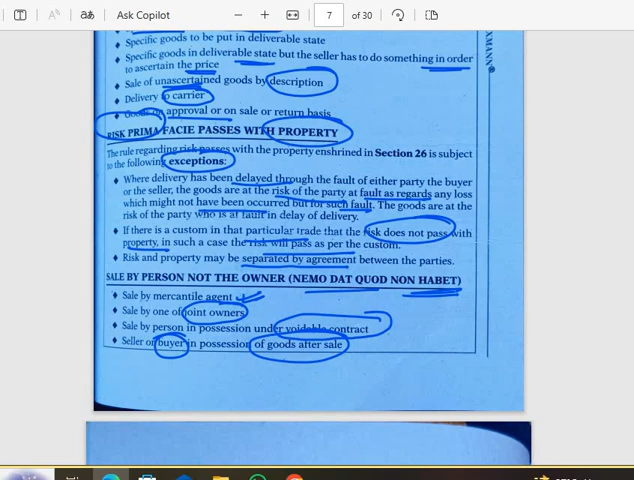 Ask Copilot
7 of 30
Specific goods to be put in deliverable state
Specific goods in deliverable state but the seller has to do something in order
to ascertain the price
Sale of unascertained goods by description
Delivery to carrier
Goods on approval or on sale or return basis
RISK PRIMA FACIE PASSES WITH PROPERTY
The rule regarding risk passes with the property enshrined in Section 26 is subject
to the following exceptions:
Where delivery has been delayed through the fault of either party the buyer
or the seller, the goods are at the risk of the party at fault as regards any loss
which might not have been occurred but for such fault. The goods are at the
risk of the party who is at fault in delay of delivery.
If there is a custom in that particular trade that the risk does not pass with
property, in such a case the risk will pass as per the custom.
Risk and property may be separated by agreement between the parties.
SALE BY PERSON NOT THE OWNER (NEMO DAT QUOD NON HABET)
Sale by mercantile agent
Sale by one of joint owners
Sale by person in possession under voidable contract
Seller or buyer in possession of goods after sale
XMANN®